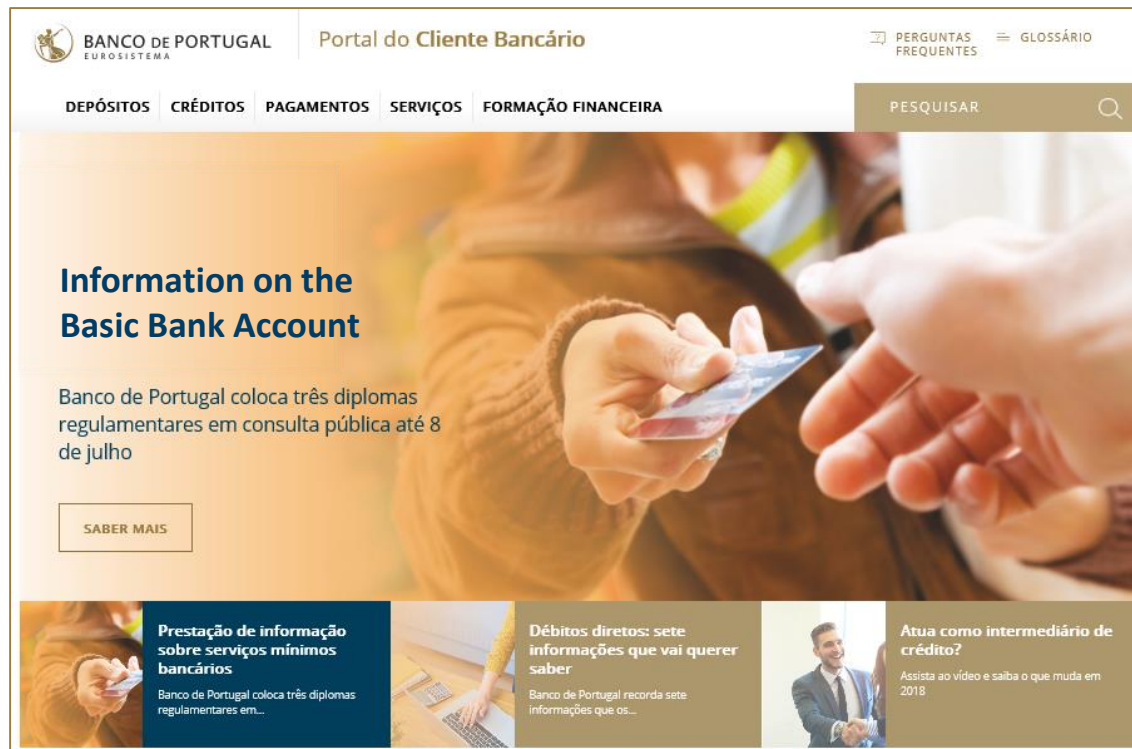 BANCO DE PORTUGAL
EUROSISTEMA
Portal do Cliente Bancário
PERGUNTAS
FREQUENTES
GLOSSÁRIO
DEPÓSITOS CRÉDITOS PAGAMENTOS SERVIÇOS FORMAÇÃO FINANCEIRA
PESQUISAR
Information on the
Basic Bank Account
Banco de Portugal coloca três diplomas
regulamentares em consulta pública até 8
de julho
SABER MAIS
Prestação de informação
sobre serviços mínimos
bancários
Banco de Portugal coloca três diplomas
regulamentares em...
Débitos diretos: sete
informações que vai querer
saber
Banco de Portugal recorda sete
informações que os...
Atua como intermediário de
crédito?
Assista ao vídeo e saiba o que muda em
2018